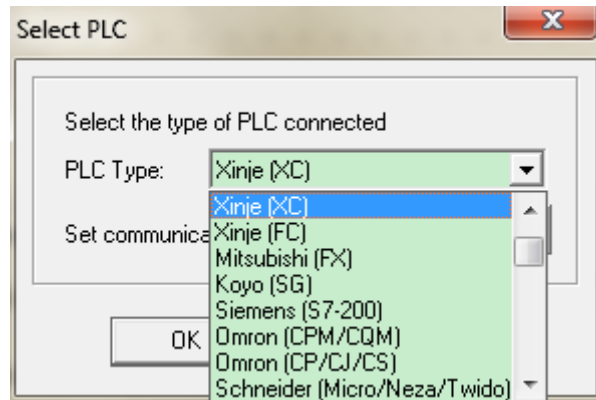 Select PLC
Select the type of PLC connected
PLC Type:
Xinje (XC)
Xinje (XC)
Xinje (FC)
Set communica
Mitsubishi (FX)
Koyo (SG)
Siemens (S7-200)
OK
Omron (CPM/CQM)
Omron (CP/CJ/CS)
Schneider (Micro/Neza/Twido)